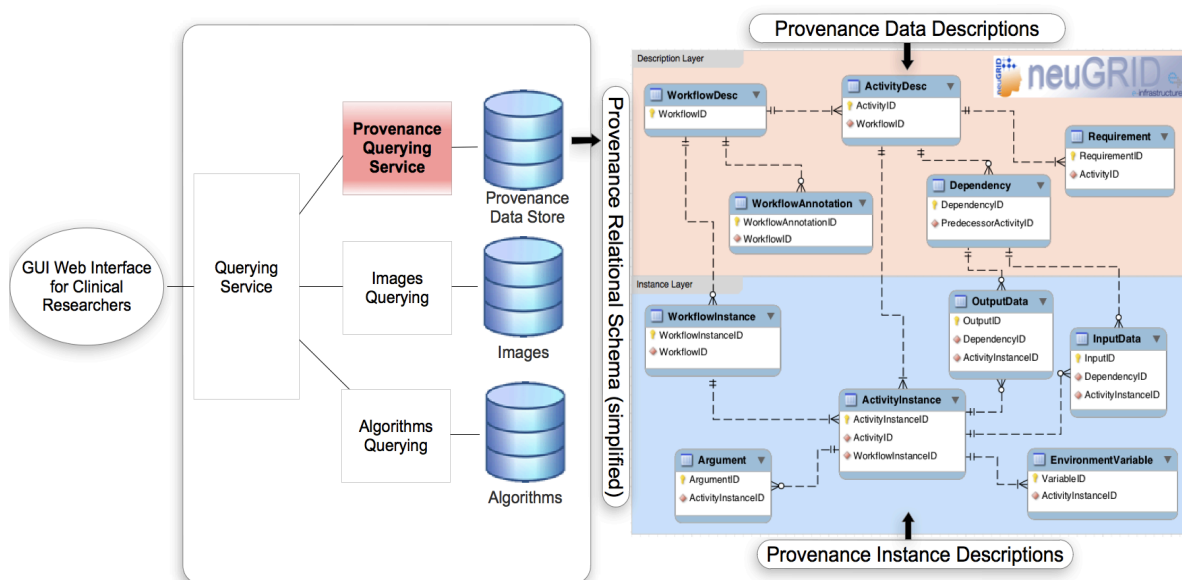 GUI Web Interface
for Clinical
Researchers
Querying
Service
Provenance
Querying
Service
Provenance
Data Store
Images
Querying
Images
Algorithms
Querying
Algorithms
Provenance Relational Schema (simplified)
Provenance Data Descriptions
Description Layer
neuGRID
neuGRID
e-infrastructure
WorkflowDesc
WorkflowID
ActivityDesc
ActivityID
WorkflowID
Requirement
RequirementID
ActivityID
WorkflowAnnotation
WorkflowAnnotationID
WorkflowID
Dependency
DependencyID
PredecessorActivityID
Instance Layer
WorkflowInstance
WorkflowInstanceID
WorkflowID
OutputData
OutputID
DependencyID
ActivityInstanceID
InputData
InputID
DependencyID
ActivityInstanceID
ActivityInstance
ActivityInstanceID
ActivityID
WorkflowInstanceID
Argument
ArgumentID
ActivityInstanceID
EnvironmentVariable
VariableID
ActivityInstanceID
Provenance Instance Descriptions